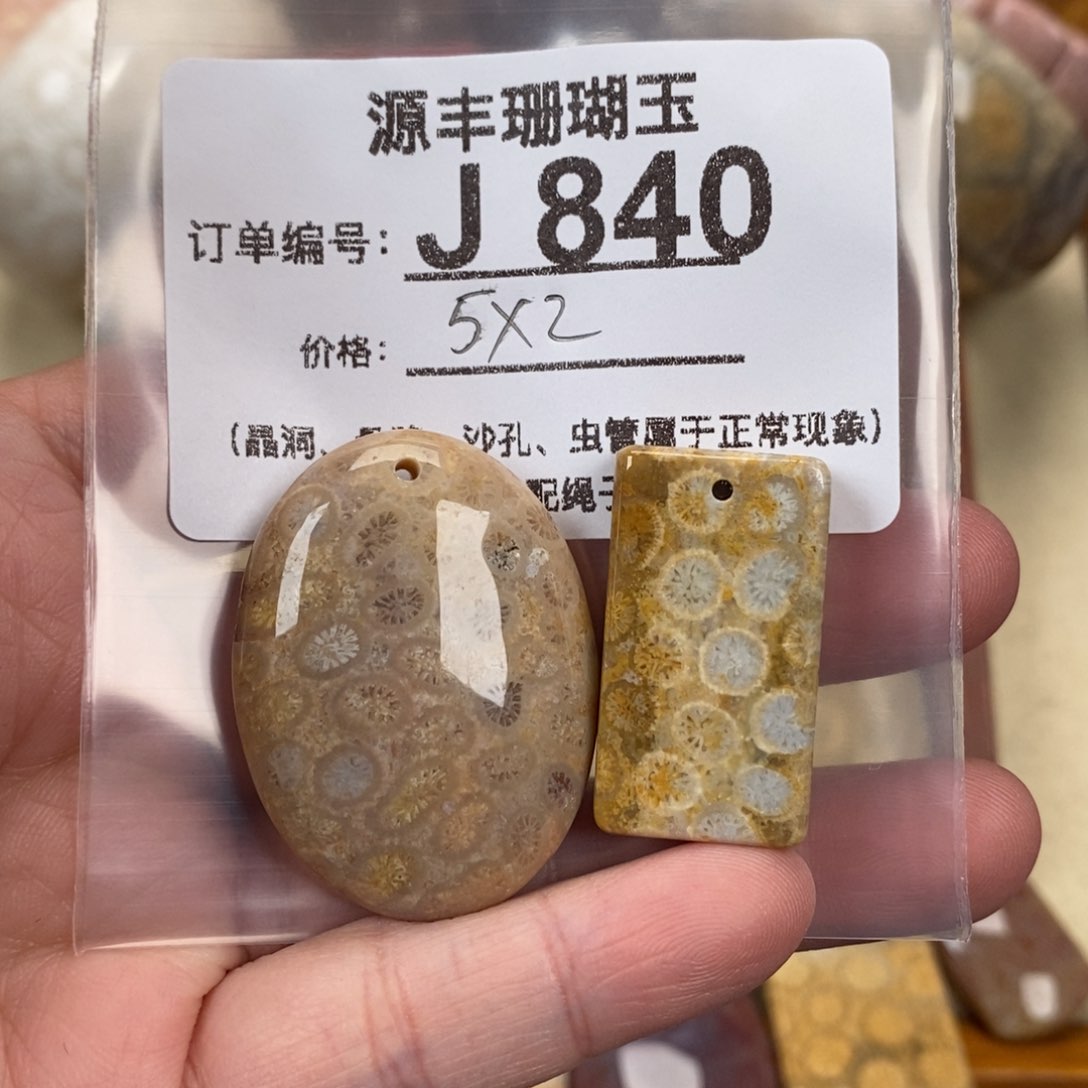 源丰珊瑚玉
订单编号：J 840
价格：5X2
（晶洞、 沙孔、虫管属于正常现象）
配绳